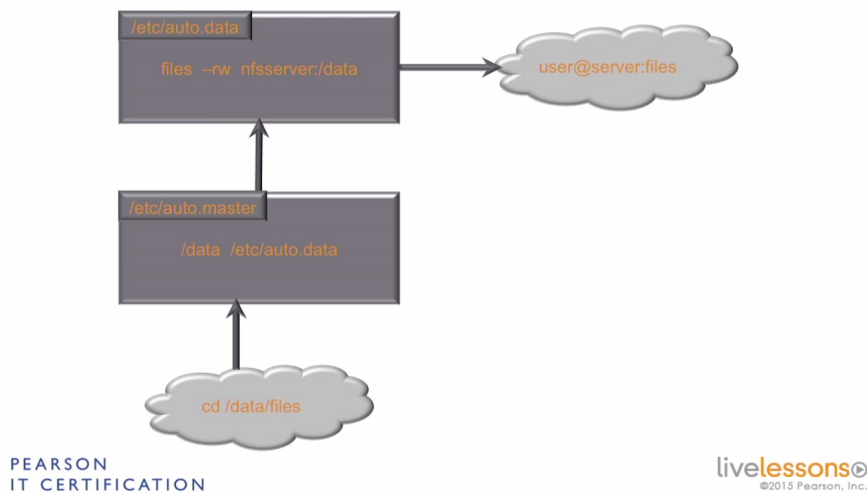 /etc/auto.data
files –rw nfsserver:/data
user@server:files
/etc/auto.master
/data /etc/auto.data
cd /data/files
PEARSON
IT CERTIFICATION
livelessons
©2015 Pearson, Inc.